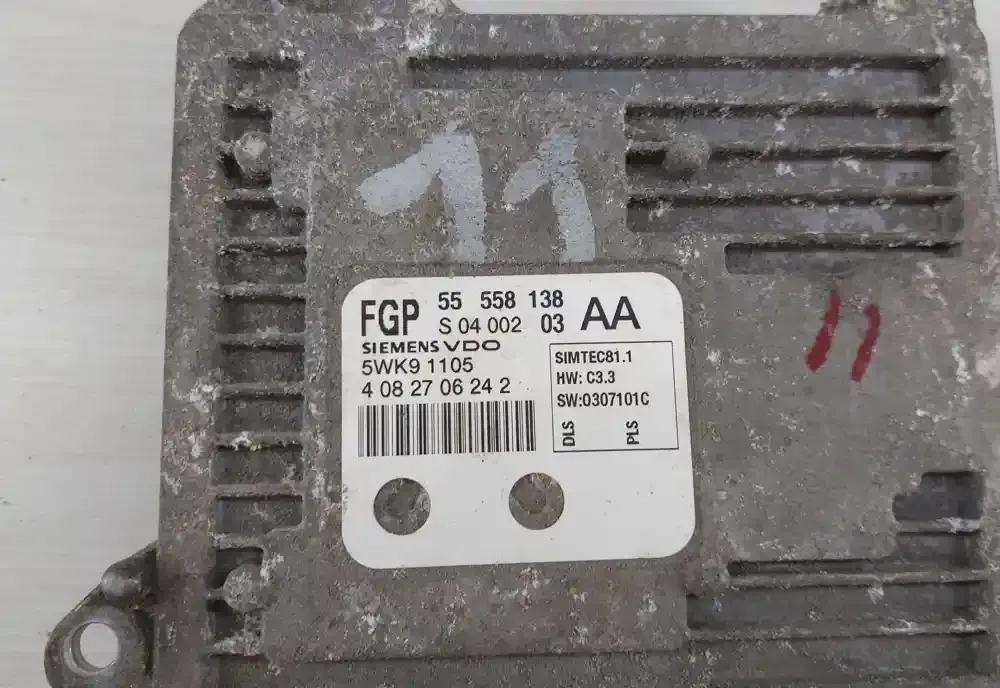 11
FGP 55 558 138 AA
S 04 002 03
SIEMENS VDO
5WK9 1105
4 08 27 06 24 2
SIMTEC81.1
HW: C3.3
SW:0307101C
DLS
PLS
11